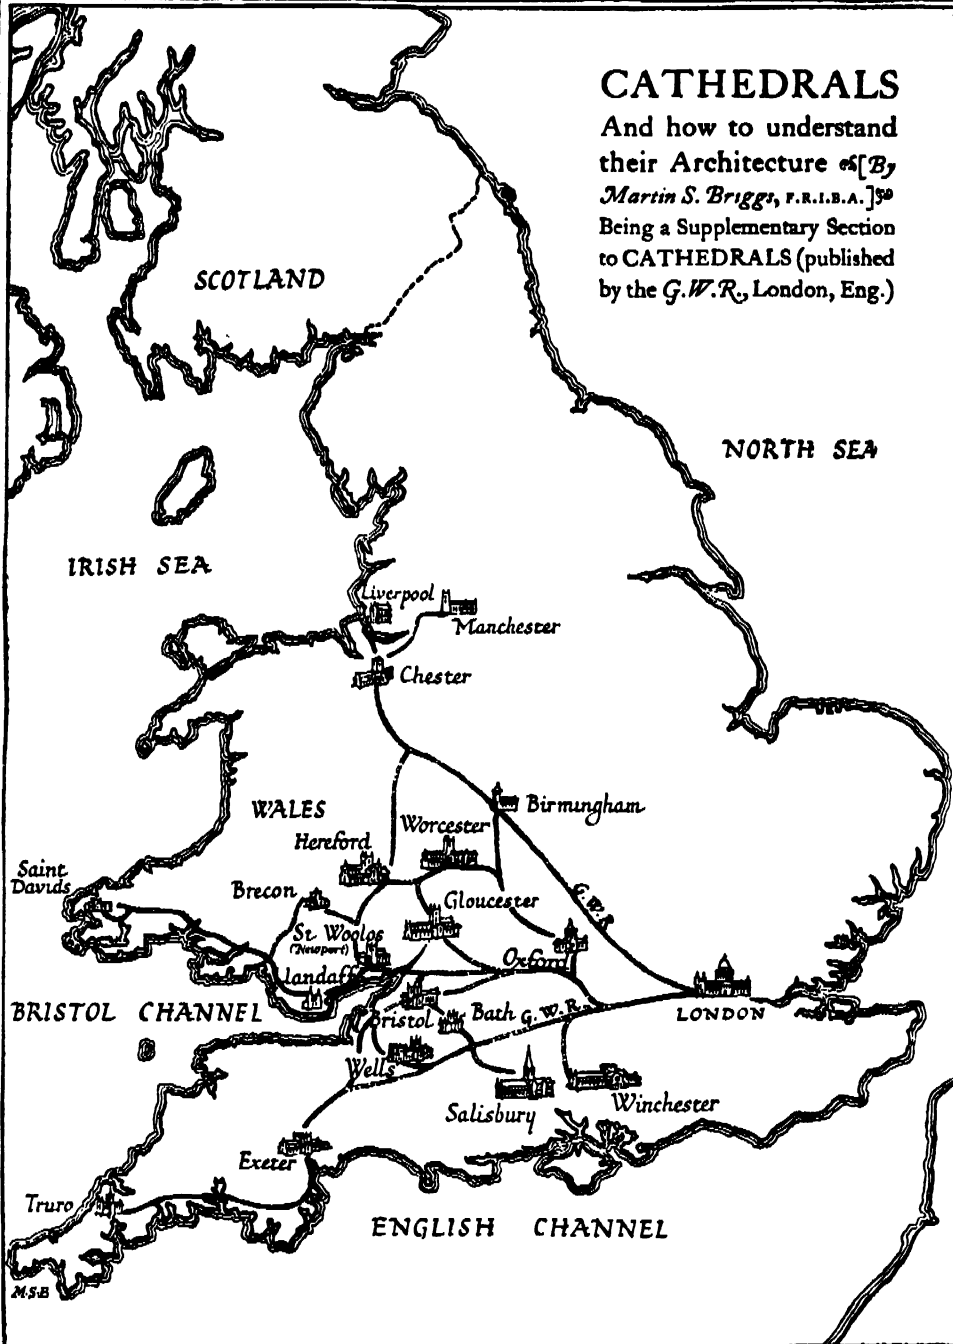 CATHEDRALS
And how to understand
their Architecture [By
Martin S. Briggs, F.R.I.B.A.]
Being a Supplementary Section
to CATHEDRALS (published
by the G.W.R., London, Eng.)
SCOTLAND
NORTH SEA
IRISH SEA
Liverpool
Manchester
Chester
WALES
Birmingham
Worcester
Hereford
Saint
Davids
Brecon
Gloucester
G.W.R.
St Woolos
(Newport)
Oxford
Llandaff
BRISTOL CHANNEL
Bristol
Bath
G.W.R.
LONDON
Wells
Salisbury
Winchester
Exeter
Truro
ENGLISH CHANNEL
M.S.B